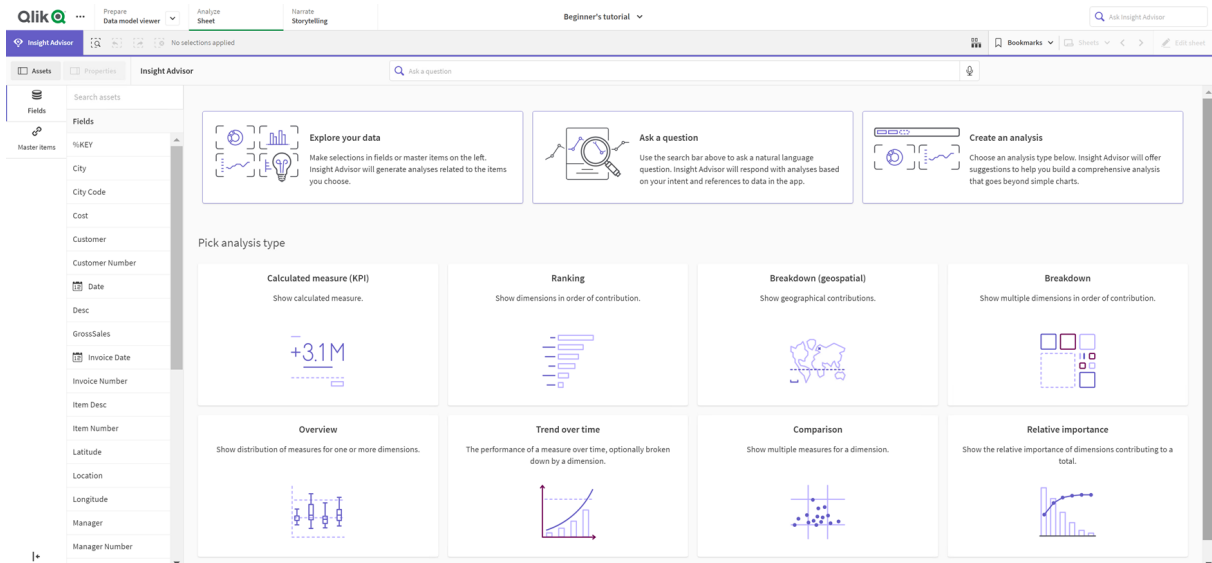 Qlik
Prepare
Data model viewer
Analyze
Sheet
Narrate
Storytelling
Beginner's tutorial
Ask Insight Advisor
Insight Advisor
No selections applied
Bookmarks
Sheets
Edit sheet
Assets
Properties
Insight Advisor
Ask a question
Fields
Master items
Search assets
Fields
%KEY
City
City Code
Cost
Customer
Customer Number
Date
Desc
GrossSales
Invoice Date
Invoice Number
Item Desc
Item Number
Latitude
Location
Longitude
Manager
Manager Number
Explore your data
Make selections in fields or master items on the left.
Insight Advisor will generate analyses related to the items
you choose.
Ask a question
Use the search bar above to ask a natural language
question. Insight Advisor will respond with analyses based
on your intent and references to data in the app.
Create an analysis
Choose an analysis type below. Insight Advisor will offer
suggestions to help you build a comprehensive analysis
that goes beyond simple charts.
Pick analysis type
Calculated measure (KPI)
Show calculated measure.
+3.1M
Ranking
Show dimensions in order of contribution.
Breakdown (geospatial)
Show geographical contributions.
Breakdown
Show multiple dimensions in order of contribution.
Overview
Show distribution of measures for one or more dimensions.
Trend over time
The performance of a measure over time, optionally broken
down by a dimension.
Comparison
Show multiple measures for a dimension.
Relative importance
Show the relative importance of dimensions contributing to a
total.